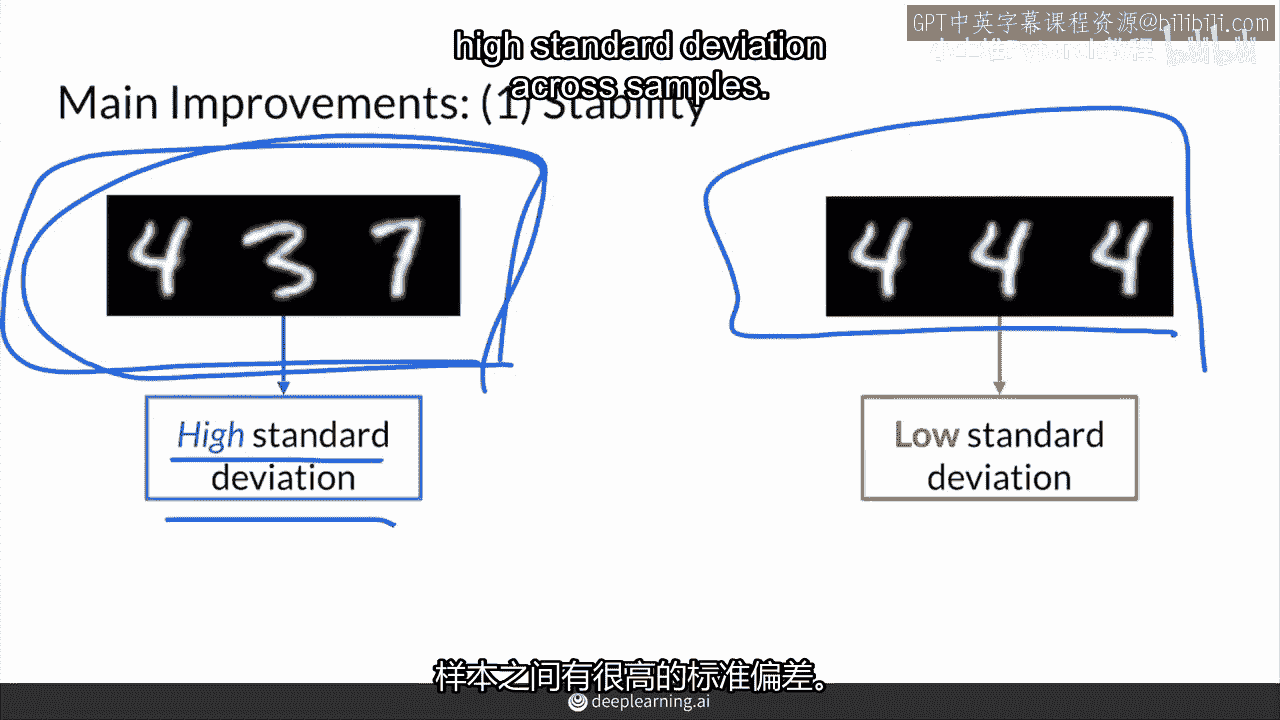 GPT中英字幕课程资源@bilibili.com
high standard deviation
across samples.
Main Improvements: (1) Stability
4 3 7
4 4 4
High standard
deviation
Low standard
deviation
样本之间有很高的标准偏差。
deeplearning.ai